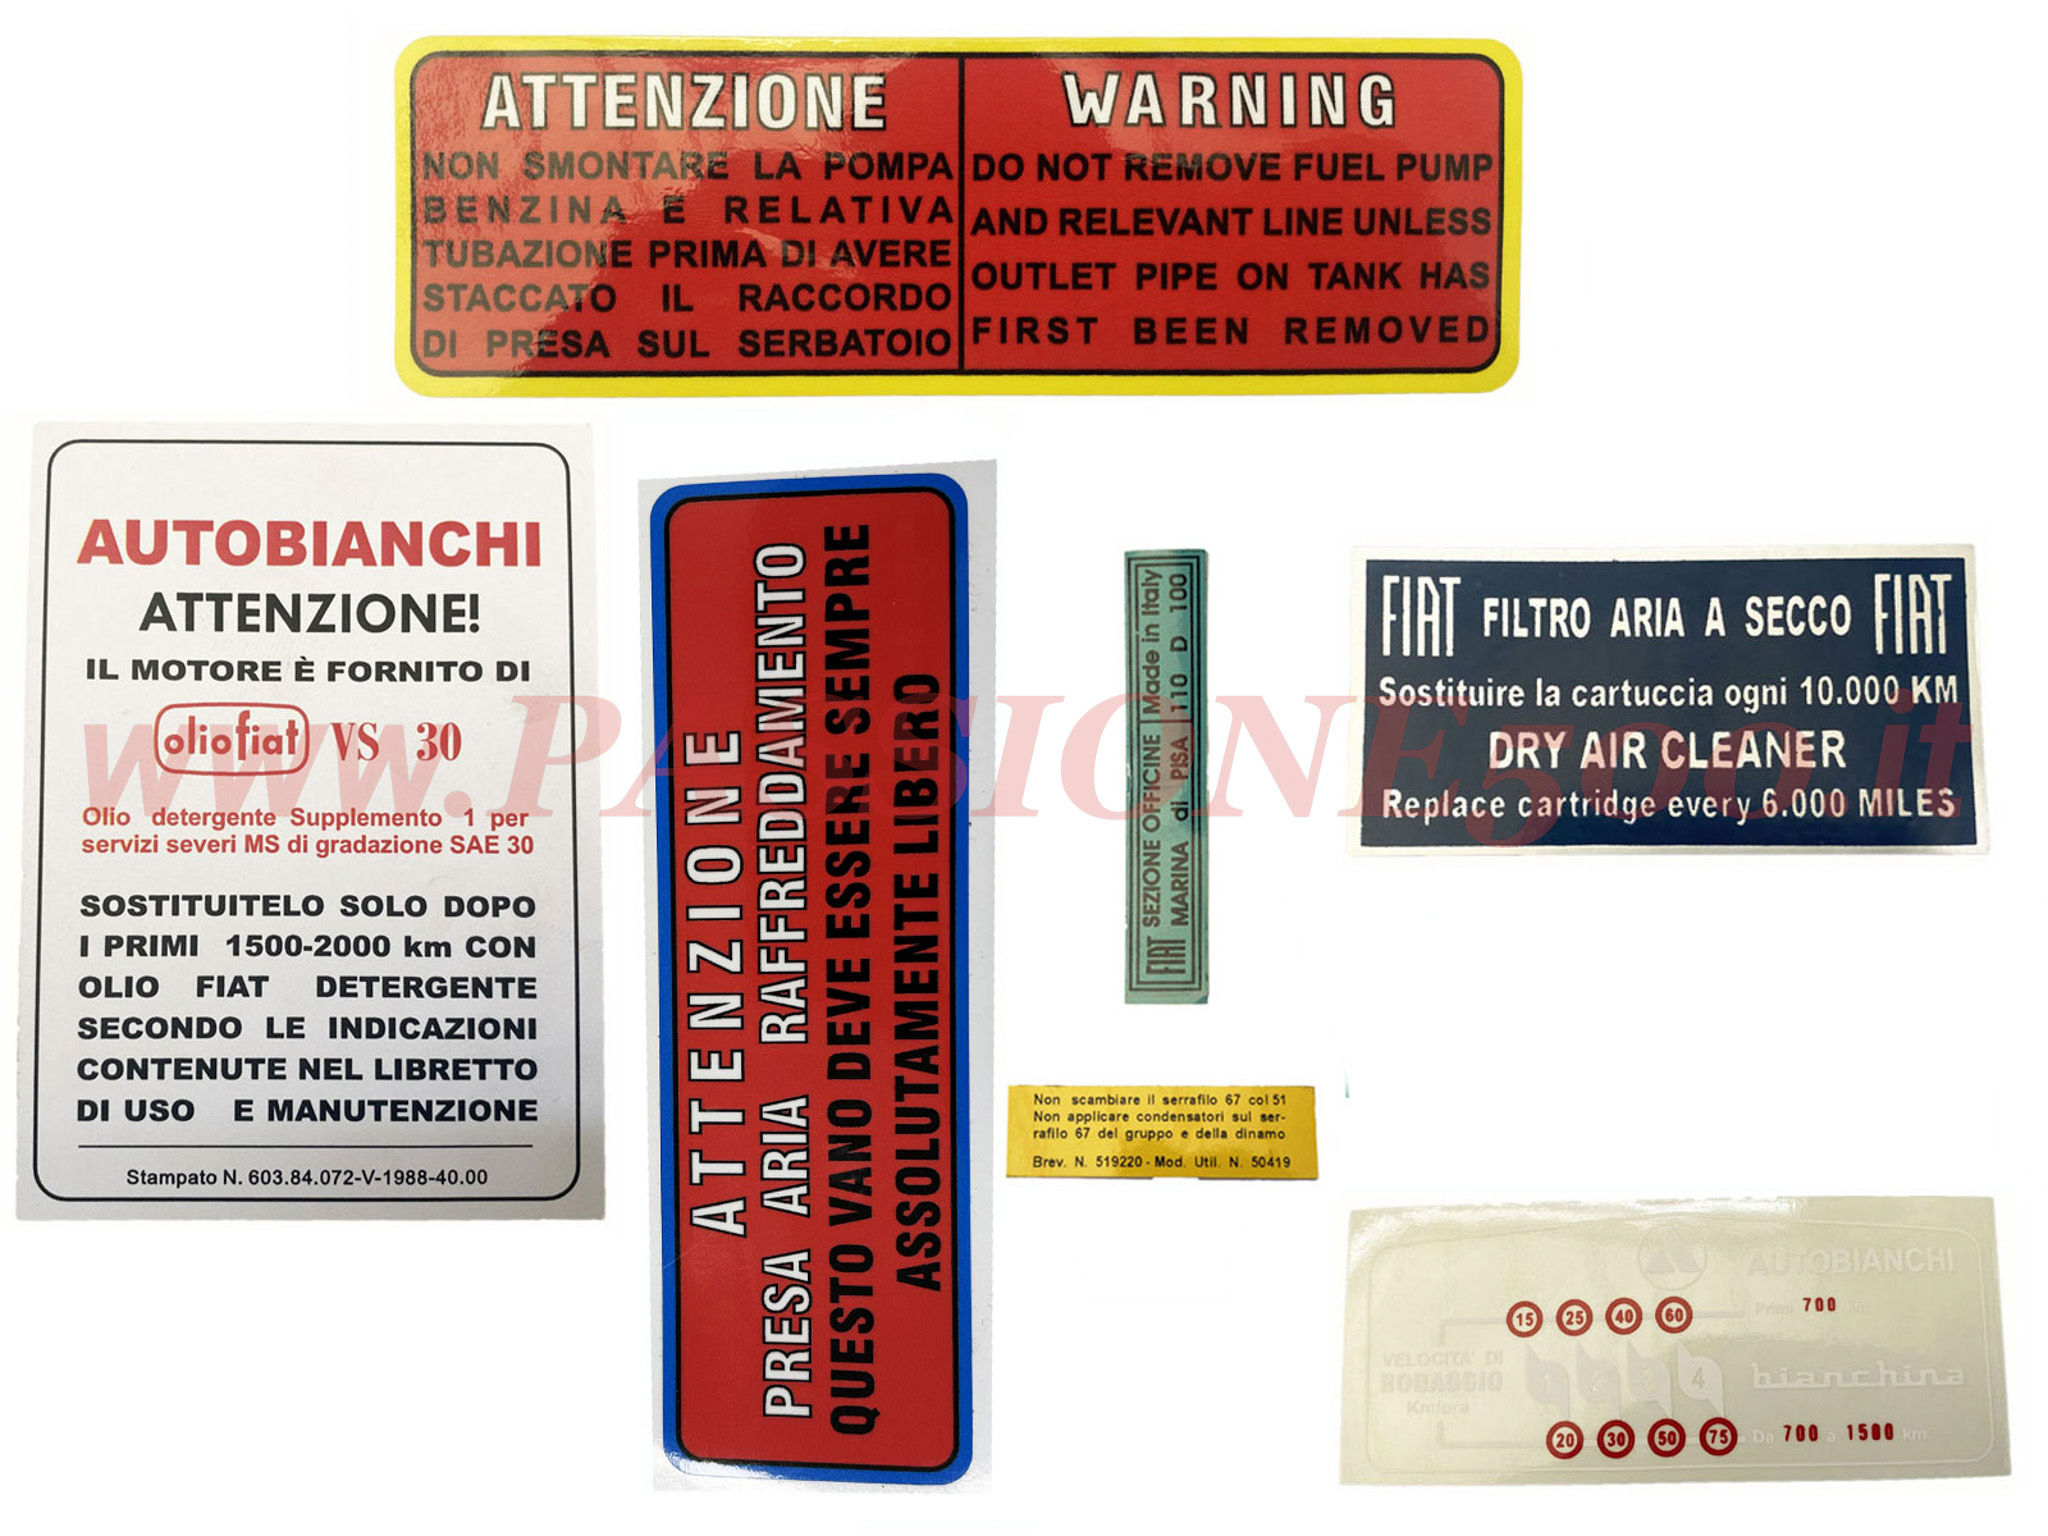 ATTENZIONE
NON SMONTARE LA POMPA
BENZINA E RELATIVA
TUBAZIONE PRIMA DI AVERE
STACCATO IL RACCORDO
DI PRESA SUL SERBATOIO
WARNING
DO NOT REMOVE FUEL PUMP
AND RELEVANT LINE UNLESS
OUTLET PIPE ON TANK HAS
FIRST BEEN REMOVED
AUTOBIANCHI
ATTENZIONE!
IL MOTORE È FORNITO DI
oliofiat VS 30
Olio detergente Supplemento 1 per
servizi severi MS di gradazione SAE 30
SOSTITUITELO SOLO DOPO
I PRIMI 1500-2000 km CON
OLIO FIAT DETERGENTE
SECONDO LE INDICAZIONI
CONTENUTE NEL LIBRETTO
DI USO E MANUTENZIONE
Stampato N. 603.84.072-V-1988-40.00
ATTENZIONE
PRESA ARIA RAFFREDDAMENTO
QUESTO VANO DEVE ESSERE SEMPRE
ASSOLUTAMENTE LIBERO
FIAT
SEZIONE OFFICINE
MARINA di PISA
Made in Italy
110 D 100
FIAT FILTRO ARIA A SECCO FIAT
Sostituire la cartuccia ogni 10.000 KM
DRY AIR CLEANER
Replace cartridge every 6.000 MILES
Non scambiare il serrafilo 67 col 51
Non applicare condensatori sul ser-
rafilo 67 del gruppo e della dinamo
Brev. N. 519220 - Mod. Util. N. 50419
AUTOBIANCHI
15 25 40 60 Primi 700 km
VELOCITA' DI
RODAGGIO
Km/ora
1 2 3 4 bianchina
20 30 50 75 Da 700 a 1500 km
www.PASSIONE500.it